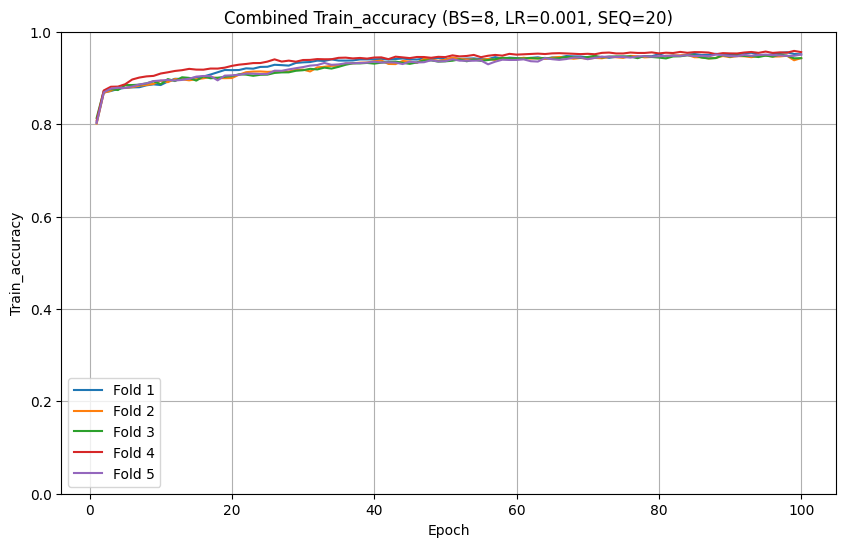 Combined Train_accuracy (BS=8, LR=0.001, SEQ=20)
Train_accuracy
1.0
0.8
0.6
0.4
0.2
0.0
Fold 1
Fold 2
Fold 3
Fold 4
Fold 5
0 20 40 60 80 100
Epoch